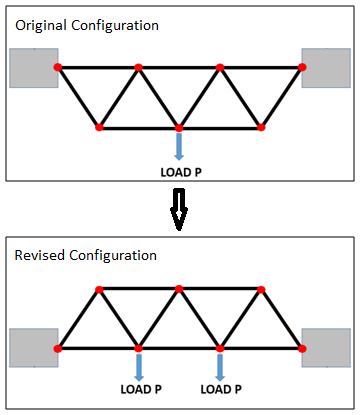 Original Configuration
LOAD P
Revised Configuration
LOAD P LOAD P